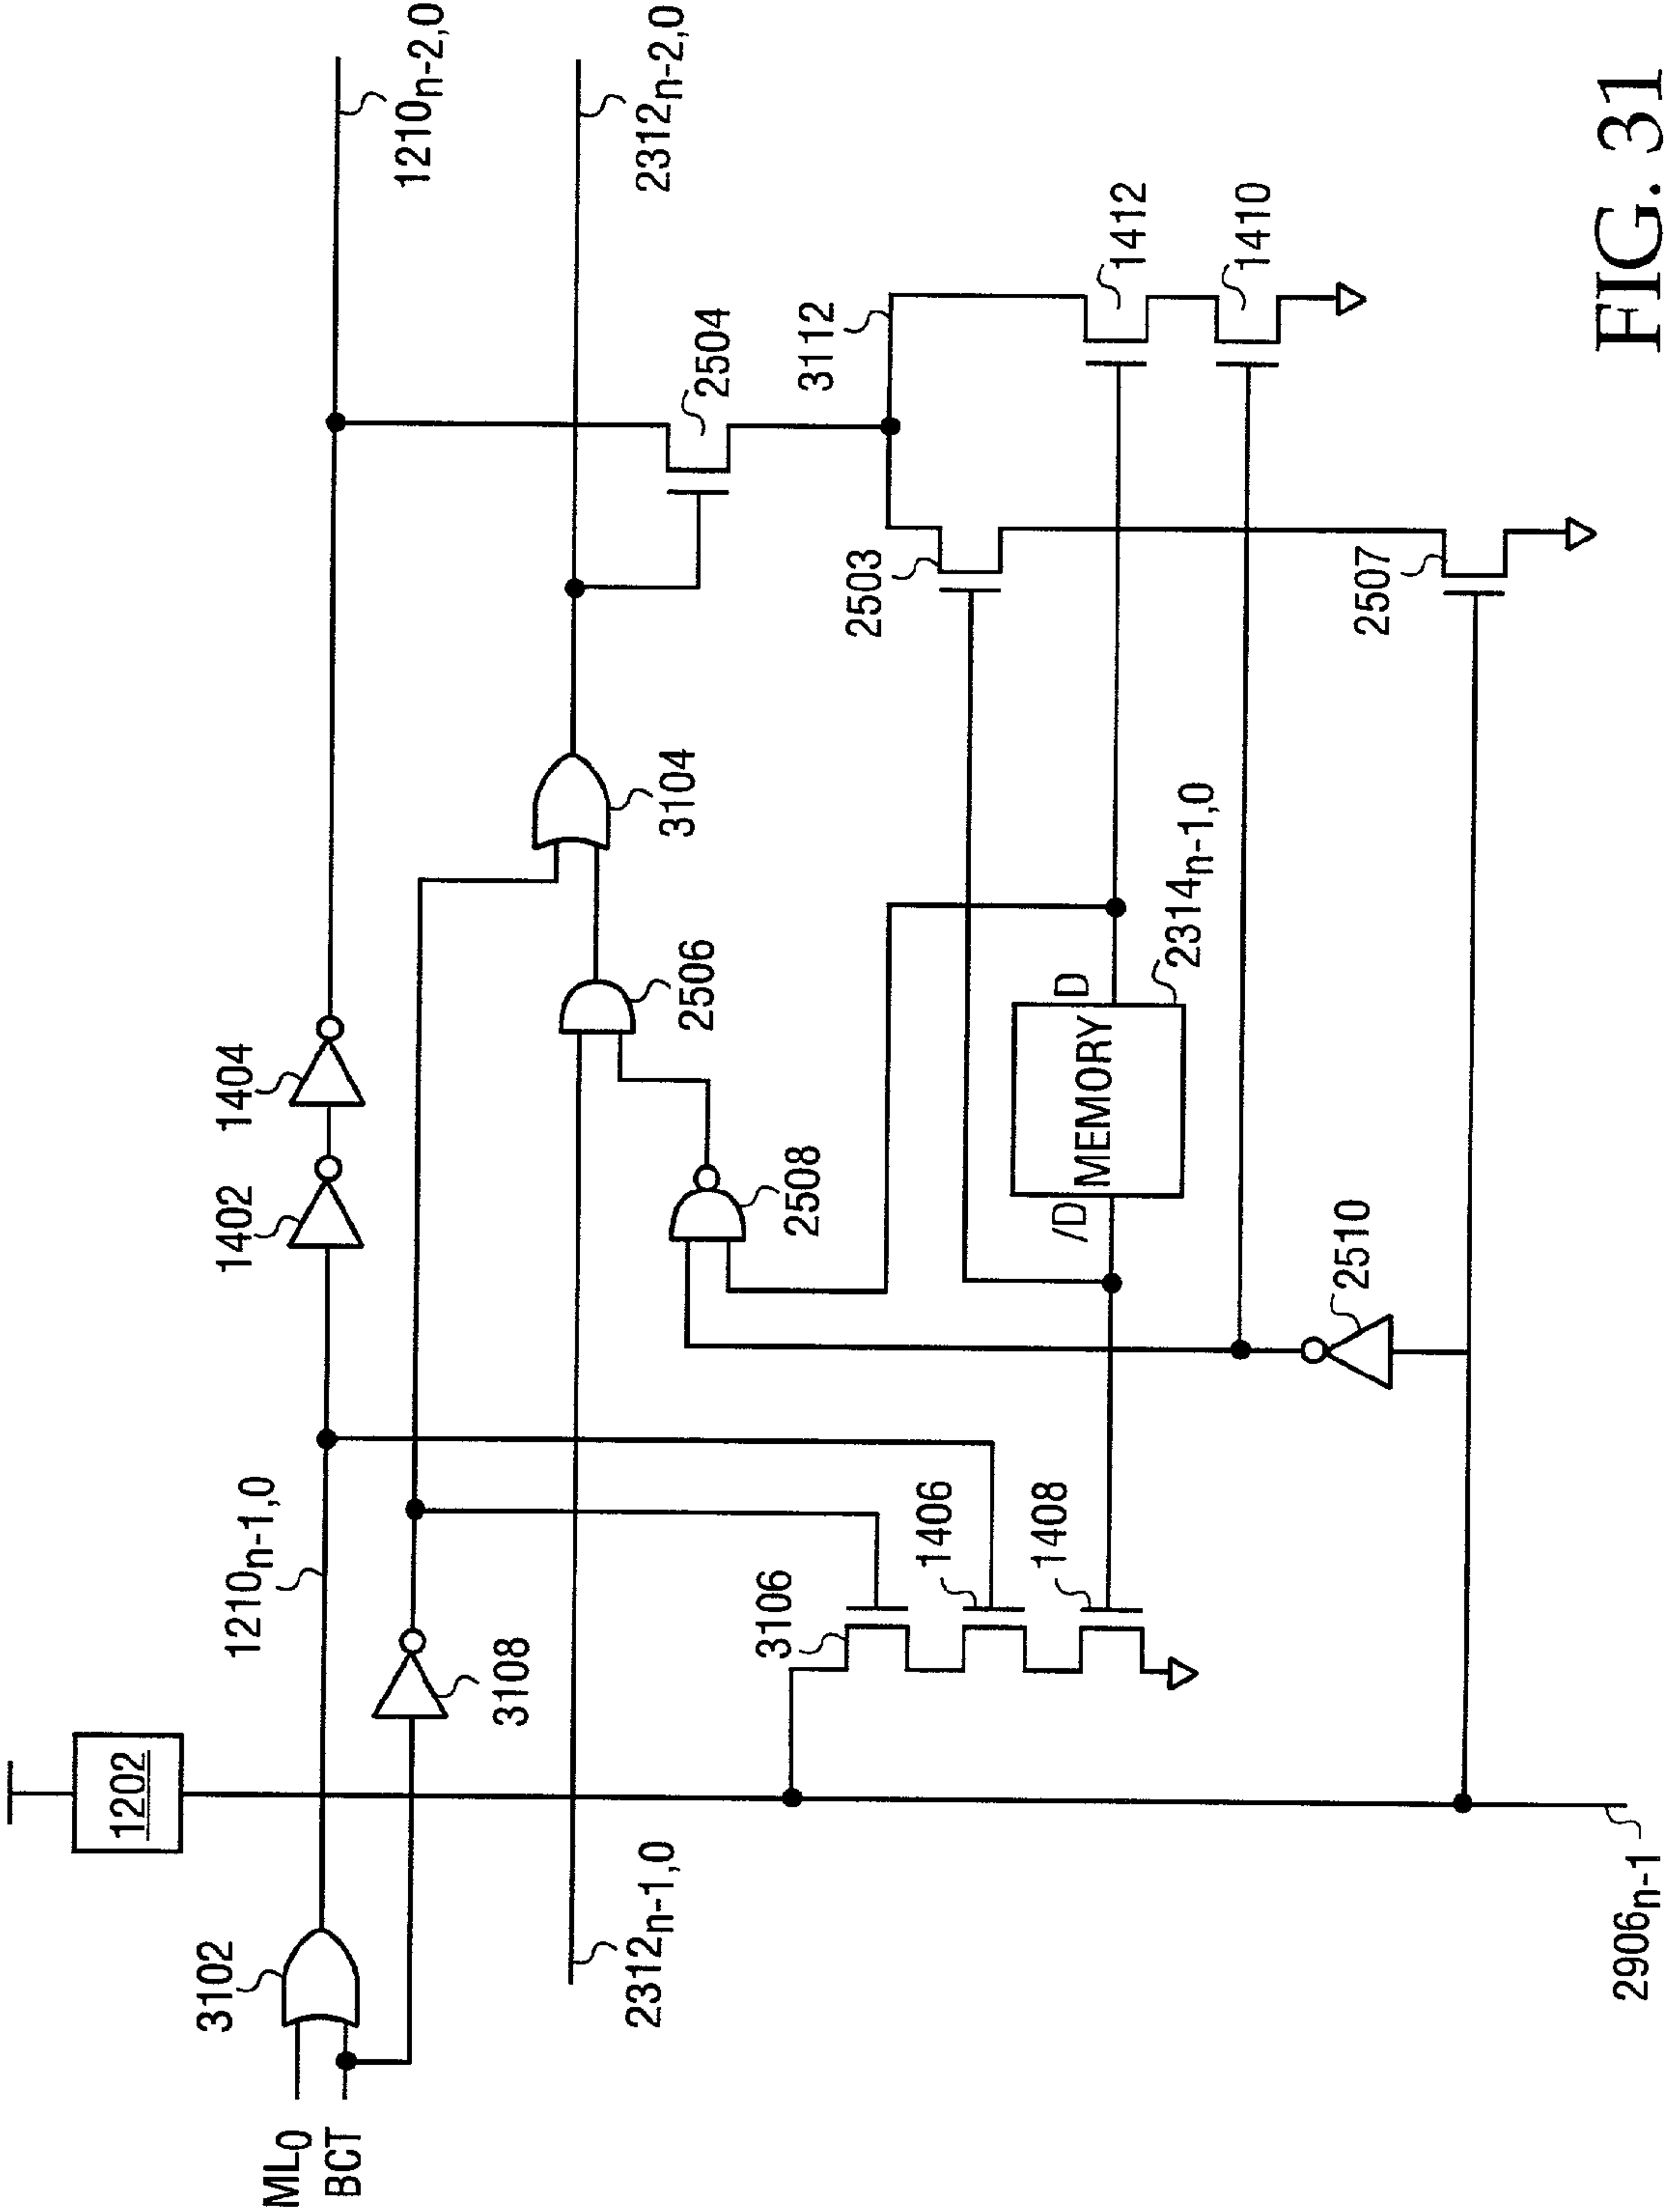 1210n-2,0
2312n-2,0
1404
1402
1210n-1,0
3102
ML0
BCT
1202
3108
2312n-1,0
2504
3104
2506
2508
3112
1412
1410
2503
2507
D
MEMORY
/D
2314n-1,0
2510
3106
1406
1408
2906n-1
FIG. 31